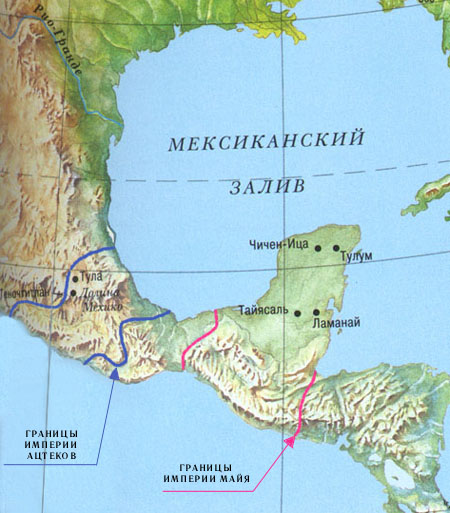 Рио-Гранде
МЕКСИКАНСКИЙ
ЗАЛИВ
Чичен-Ица
Тулум
Тула
Теночтитлан
Долина
Мехико
Тайясаль
Ламанай
ГРАНИЦЫ
ИМПЕРИИ
АЦТЕКОВ
ГРАНИЦЫ
ИМПЕРИИ МАЙЯ